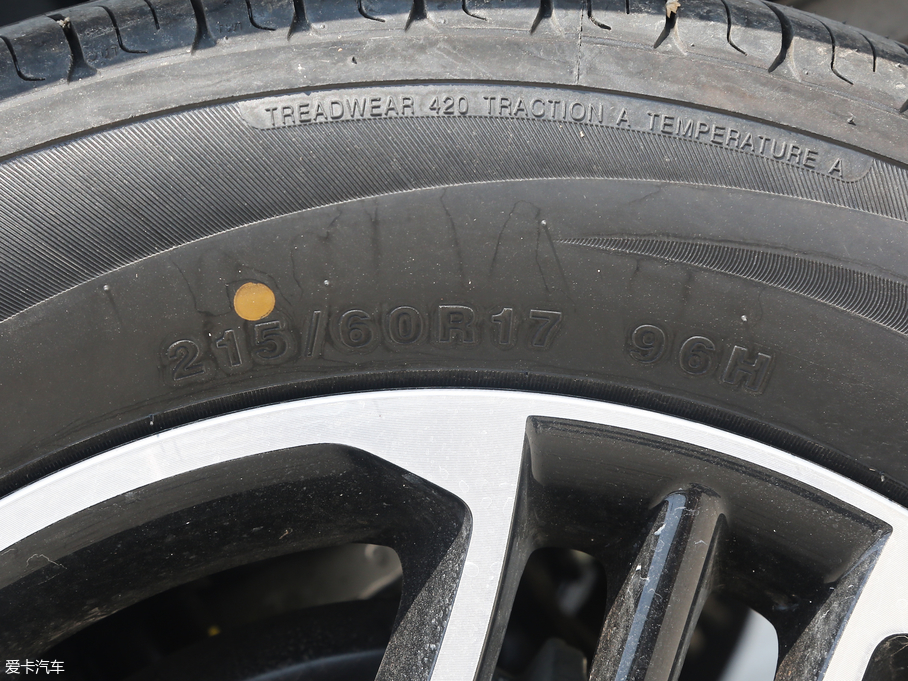 TREADWEAR 420 TRACTION A TEMPERATURE A
215/60R17 96H
爱卡汽车